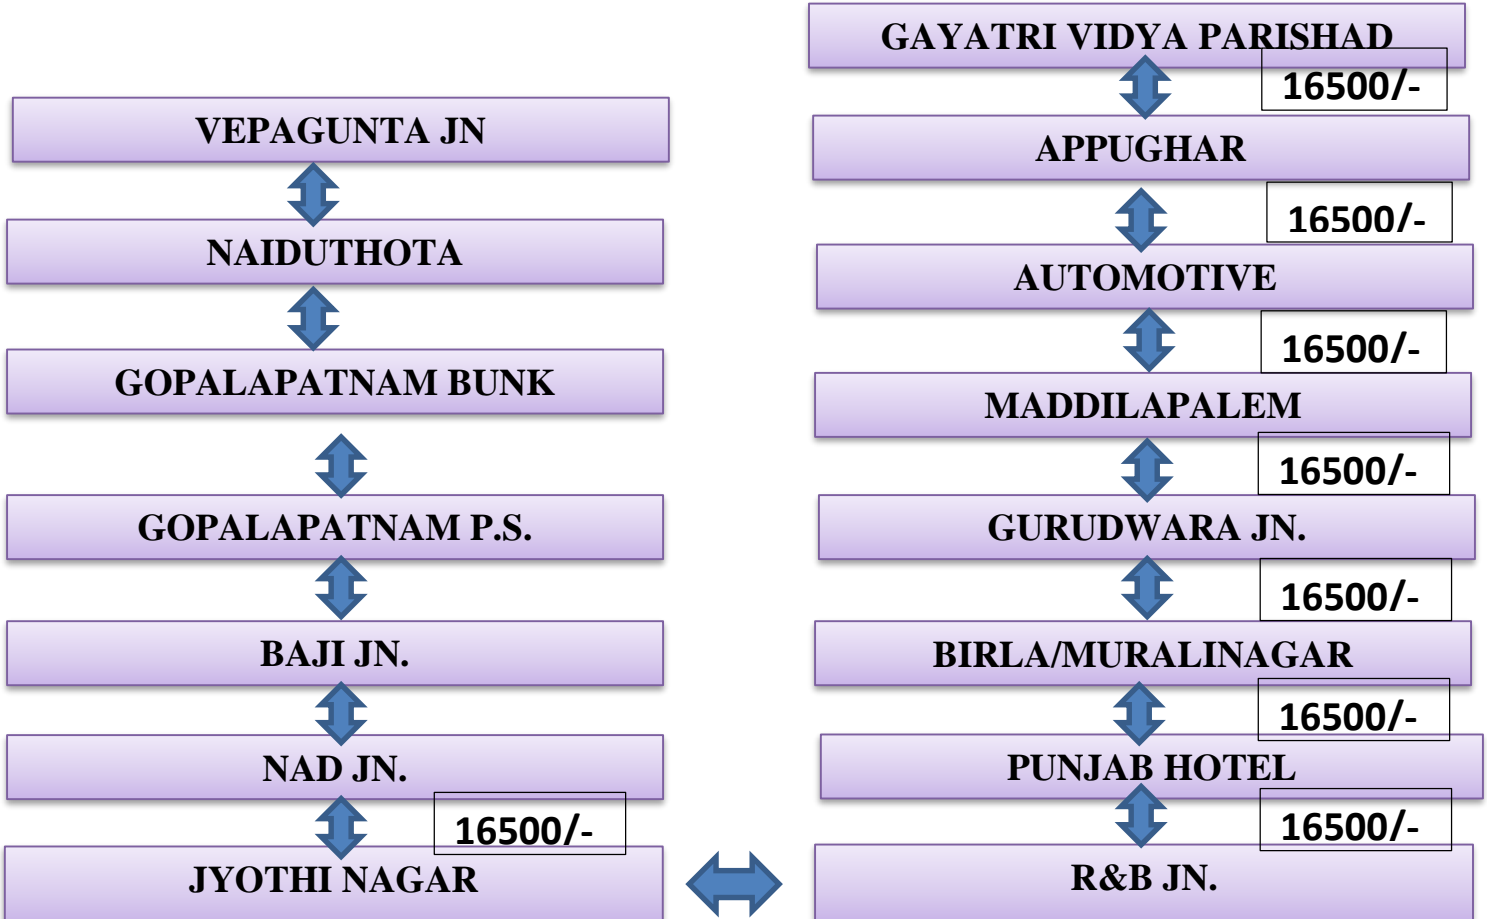 VEPAGUNTA JN
NAIDUTHOTA
GOPALAPATNAM BUNK
GOPALAPATNAM P.S.
BAJI JN.
NAD JN.
16500/-
JYOTHI NAGAR
GAYATRI VIDYA PARISHAD
16500/-
APPUGHAR
16500/-
AUTOMOTIVE
16500/-
MADDILAPALEM
16500/-
GURUDWARA JN.
16500/-
BIRLA/MURALINAGAR
16500/-
PUNJAB HOTEL
16500/-
R&B JN.